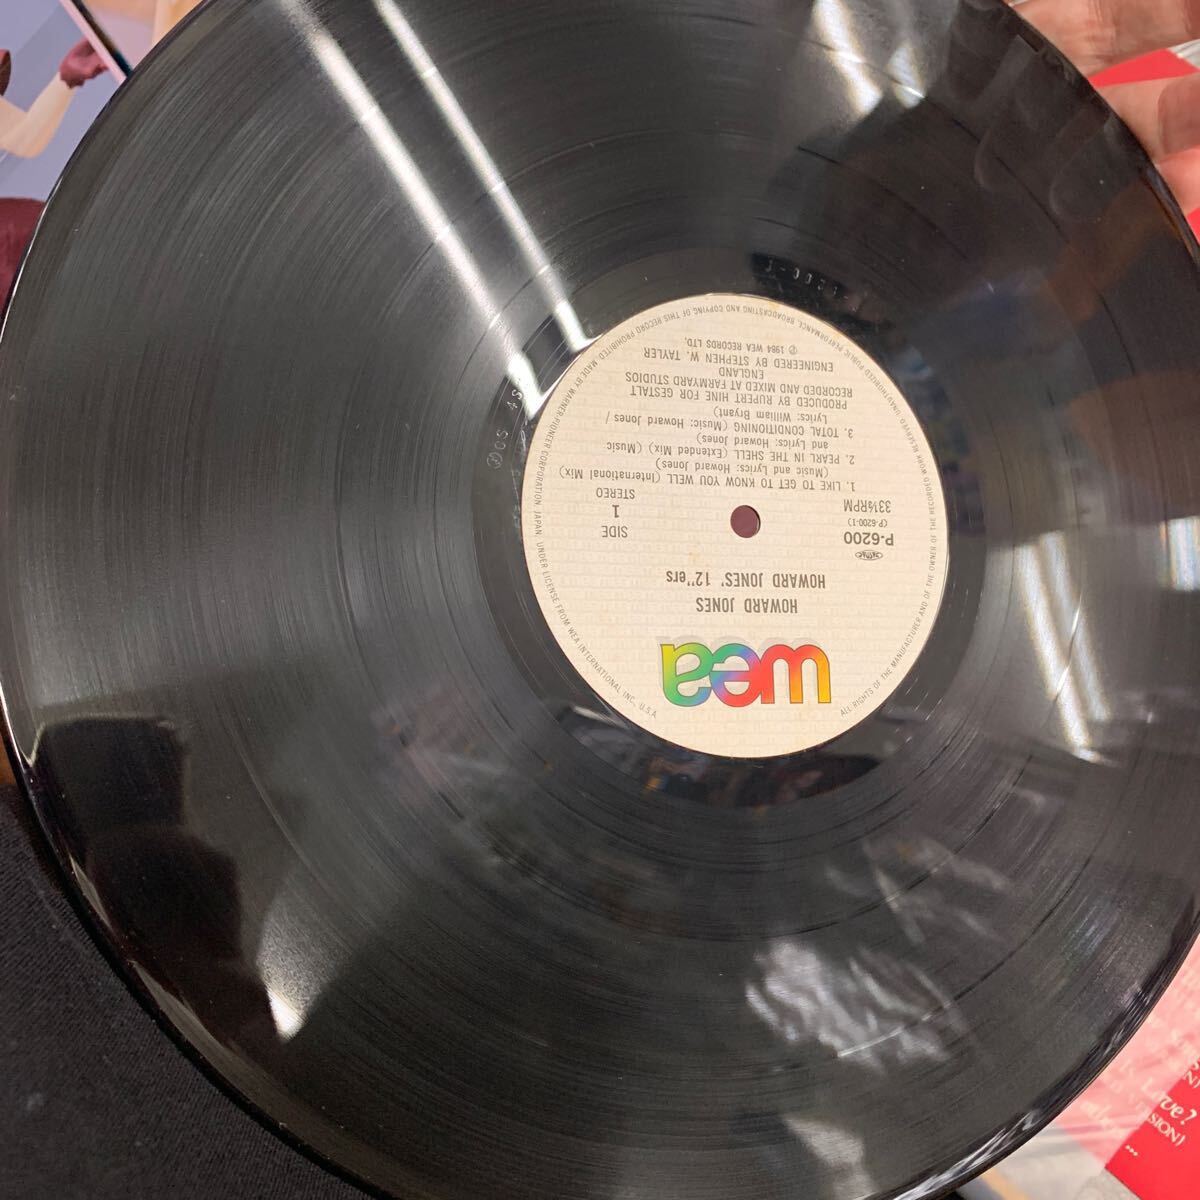 wea
HOWARD JONES
HOWARD JONES' 12"ers
P-6200
(P-6200-1)
33⅓RPM
SIDE
1
STEREO
1. LIKE TO GET TO KNOW YOU WELL (International Mix)
(Music and Lyrics: Howard Jones)
2. PEARL IN THE SHELL (Extended Mix) (Music
and Lyrics: Howard Jones)
3. TOTAL CONDITIONING (Music: Howard Jones /
Lyrics: William Bryant)
PRODUCED BY RUPERT HINE FOR GESTALT
RECORDED AND MIXED AT FARMYARD STUDIOS
ENGLAND
ENGINEERED BY STEPHEN W. TAYLER
℗ 1984 WEA RECORDS LTD.
ALL RIGHTS OF THE MANUFACTURER AND OF THE OWNER OF THE RECORDED WORK RESERVED. UNAUTHORIZED PUBLIC PERFORMANCE, BROADCASTING AND COPYING OF THIS RECORD PROHIBITED. MADE BY WARNER-PIONEER CORPORATION, JAPAN, UNDER LICENSE FROM WEA INTERNATIONAL INC., U.S.A.
Love?